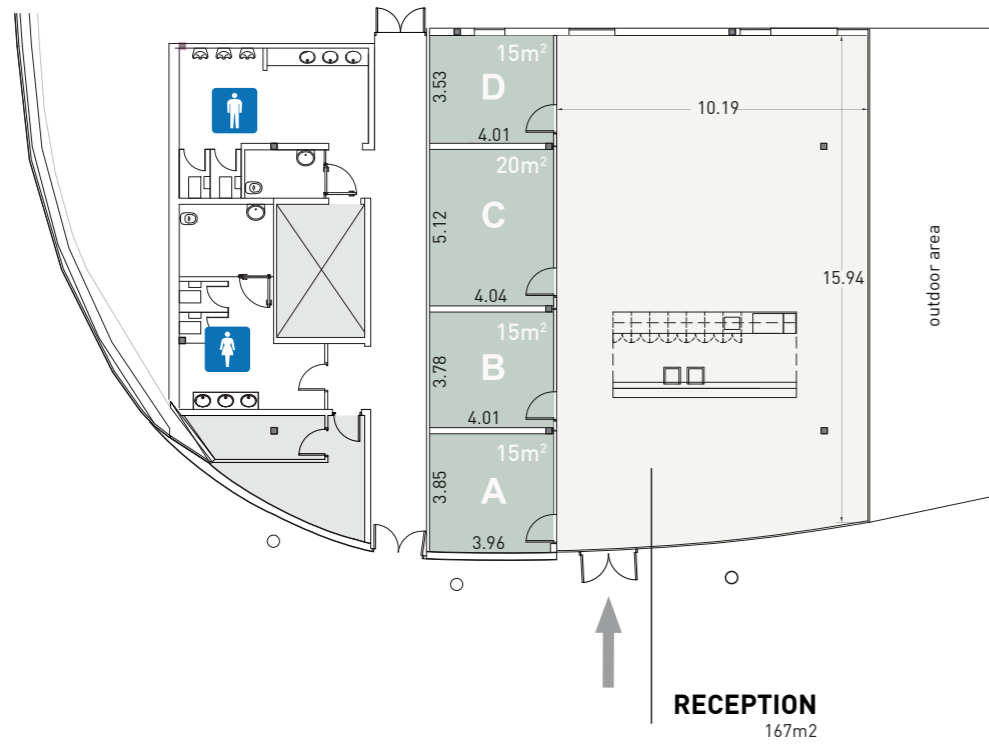 15m²
D
3.53
4.01
10.19
20m²
C
5.12
4.04
15.94
outdoor area
15m²
B
3.78
4.01
15m²
A
3.85
3.96
RECEPTION
167m2